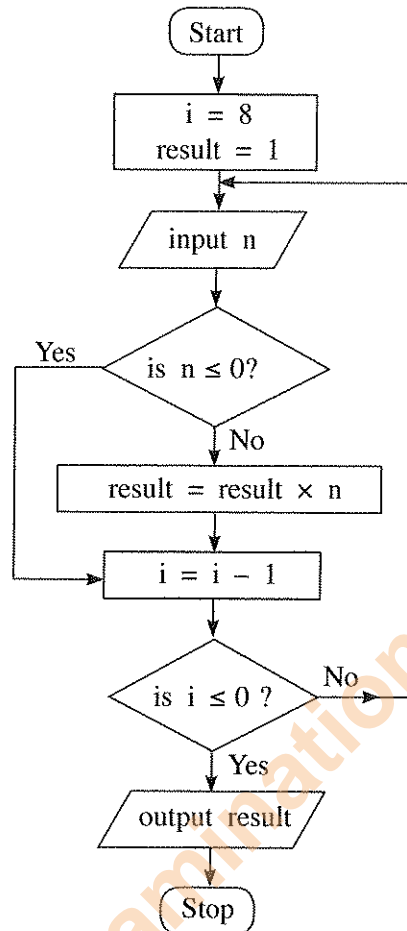 Start
i = 8
result = 1
input n
Yes
is n ≤ 0?
No
result = result × n
i = i − 1
is i ≤ 0 ?
No
Yes
output result
Stop